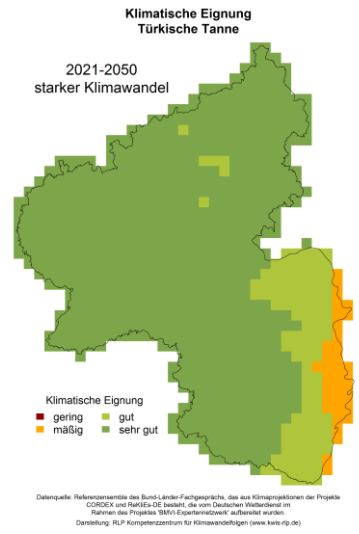 Klimatische Eignung
Türkische Tanne
2021-2050
starker Klimawandel
Klimatische Eignung
gering
gut
mäßig
sehr gut
Datenquelle: Referenzensemble des Bund-Länder-Fachgesprächs, das aus Klimaprojektionen der Projekte
CORDEX und ReKliEs-DE besteht, die vom Deutschen Wetterdienst im
Rahmen des Projektes 'BMVI-Expertennetzwerk' aufbereitet wurden.
Darstellung: RLP Kompetenzzentrum für Klimawandelfolgen (www.kwis-rlp.de)